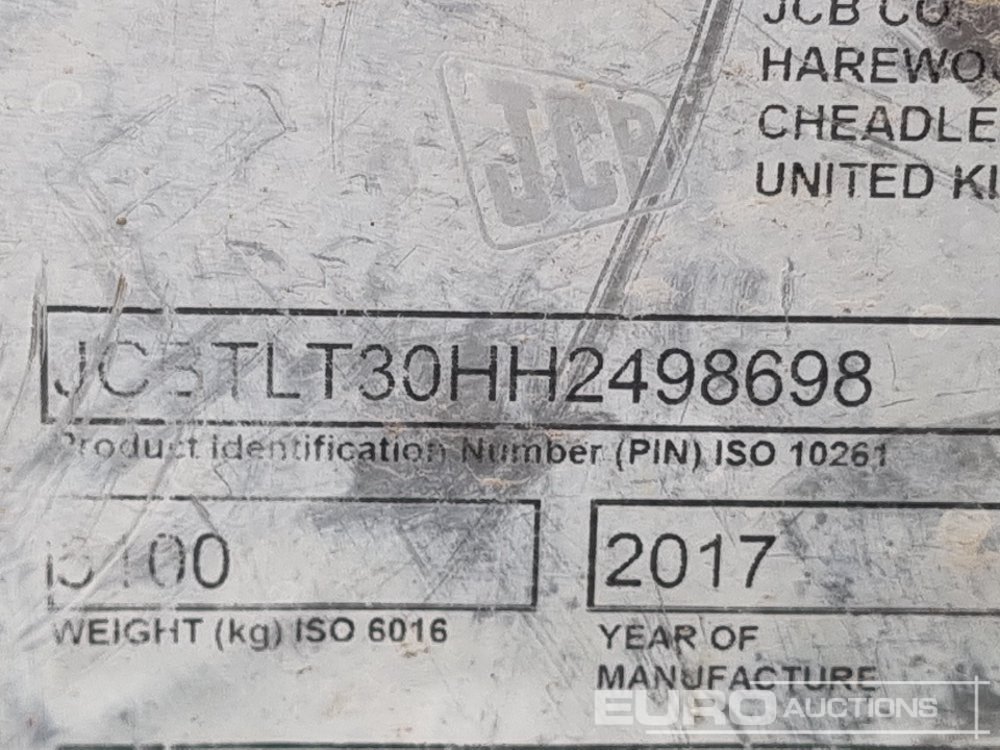 JCB CO.
HAREWOO
CHEADLE
UNITED KI
JCB
JCBTLT30HH2498698
Product Identification Number (PIN) ISO 10261
2017
WEIGHT (kg) ISO 6016
YEAR OF
MANUFACTURE
EURO AUCTIONS